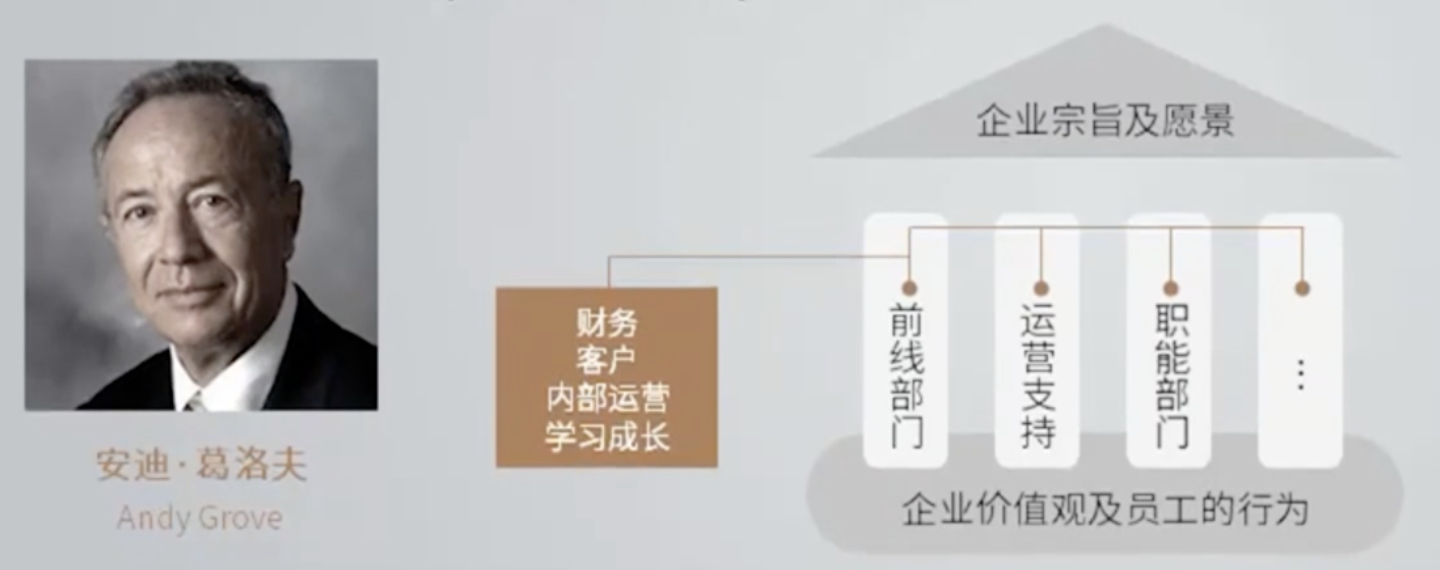 企业宗旨及愿景
财务
客户
内部运营
学习成长
前线部门
运营支持
职能部门
...
企业价值观及员工的行为
安迪·葛洛夫
Andy Grove